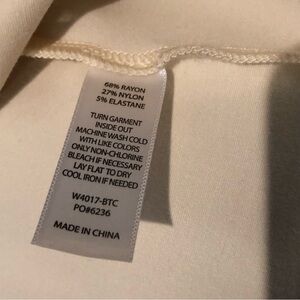 68% RAYON
27% NYLON
5% ELASTANE
TURN GARMENT
INSIDE OUT
MACHINE WASH COLD
WITH LIKE COLORS
ONLY NON-CHLORINE
BLEACH IF NECESSARY
LAY FLAT TO DRY
COOL IRON IF NEEDED
W4017-BTC
PO#6236
MADE IN CHINA